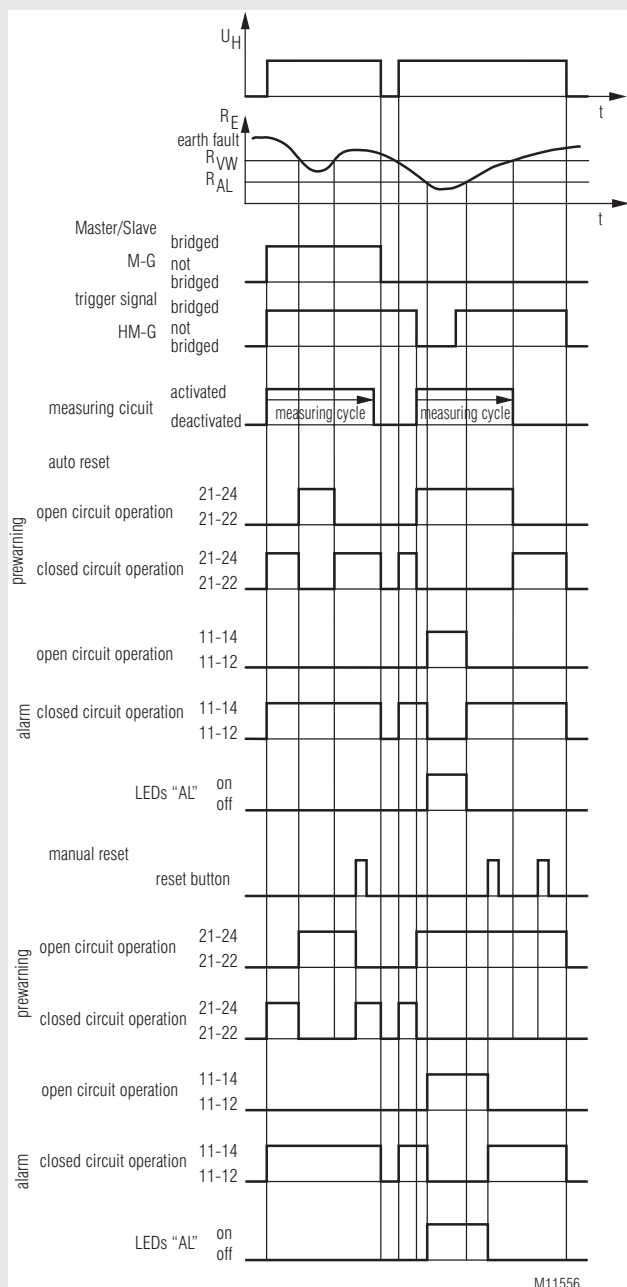 U_H
t
R_E
earth fault
R_VW
R_AL
t
Master/Slave
M-G
bridged
not
bridged
trigger signal
HM-G
bridged
not
bridged
measuring cicuit
activated
deactivated
measuring cycle
measuring cycle
auto reset
prewarning
open circuit operation
21-24
21-22
closed circuit operation
21-24
21-22
alarm
open circuit operation
11-14
11-12
closed circuit operation
11-14
11-12
LEDs “AL”
on
off
manual reset
reset button
prewarning
open circuit operation
21-24
21-22
closed circuit operation
21-24
21-22
alarm
open circuit operation
11-14
11-12
closed circuit operation
11-14
11-12
LEDs “AL”
on
off
M11556